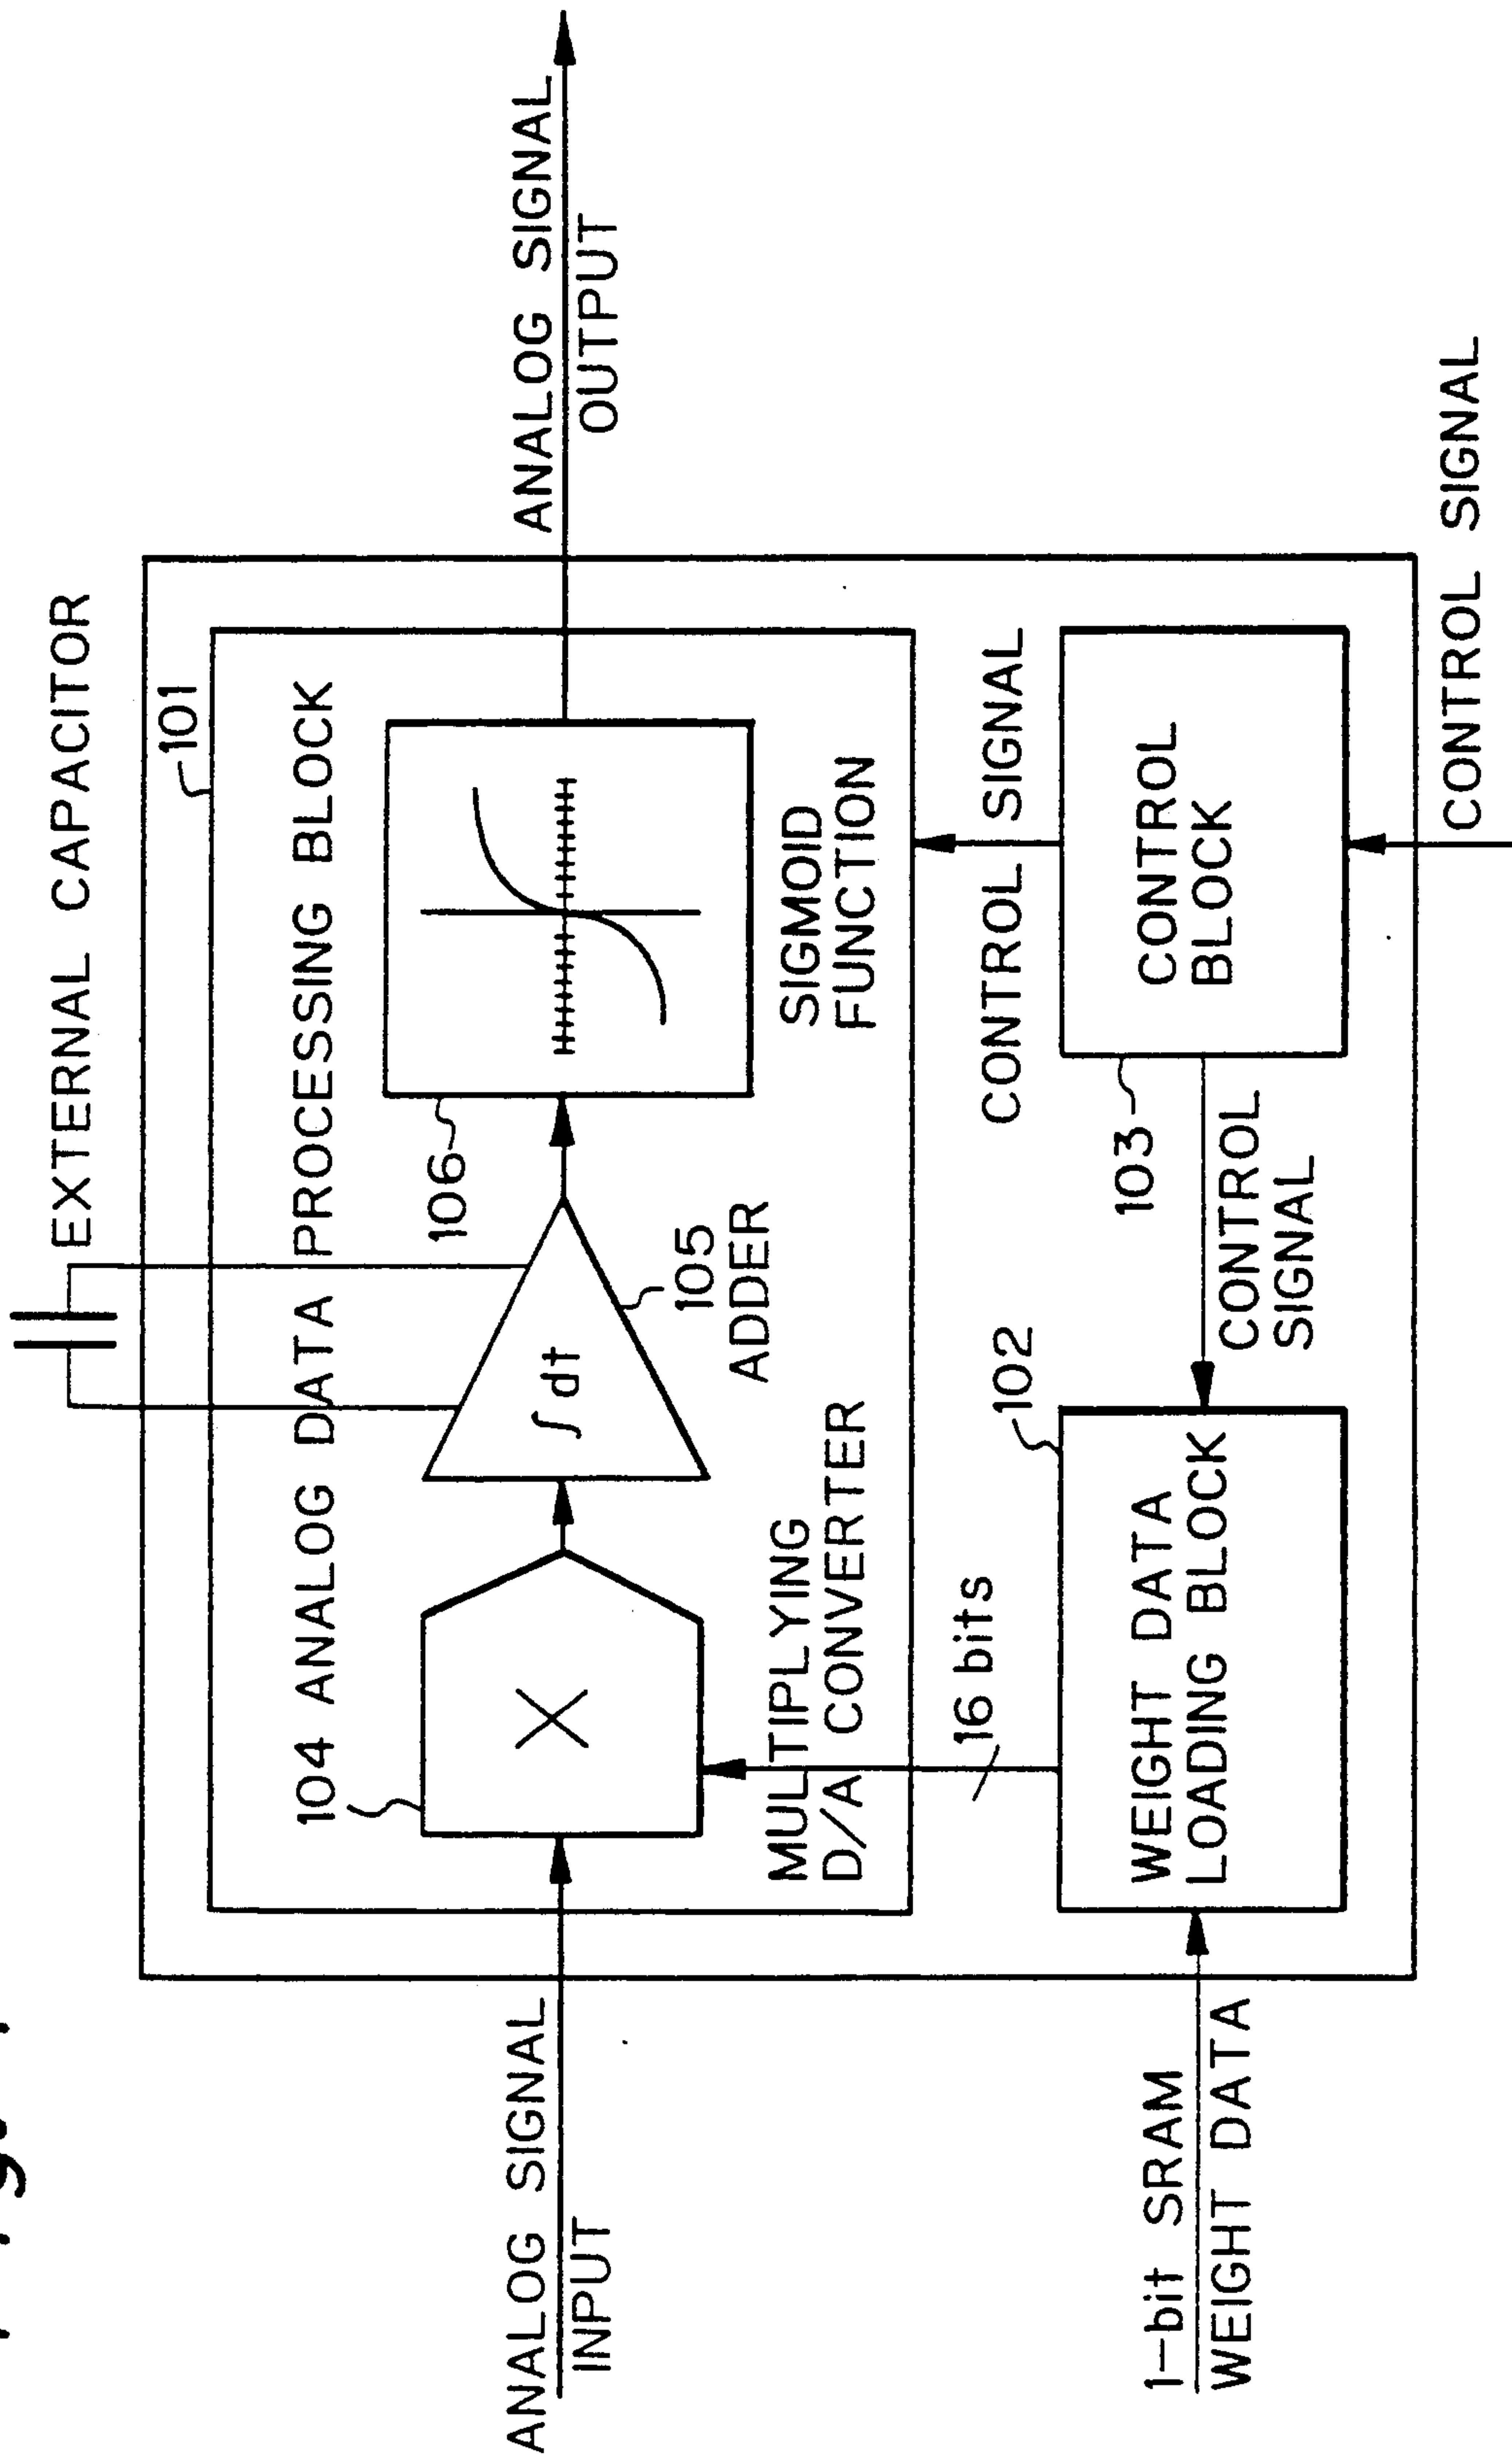 EXTERNAL CAPACITOR
101
104 ANALOG DATA PROCESSING BLOCK
106
∫dt
105
ADDER
SIGMOID
FUNCTION
MULTIPLYING
D/A CONVERTER
ANALOG SIGNAL
INPUT
ANALOG SIGNAL
OUTPUT
16 bits
102
CONTROL SIGNAL
103
WEIGHT DATA
LOADING BLOCK
CONTROL
SIGNAL
CONTROL
BLOCK
1-bit SRAM
WEIGHT DATA
CONTROL SIGNAL